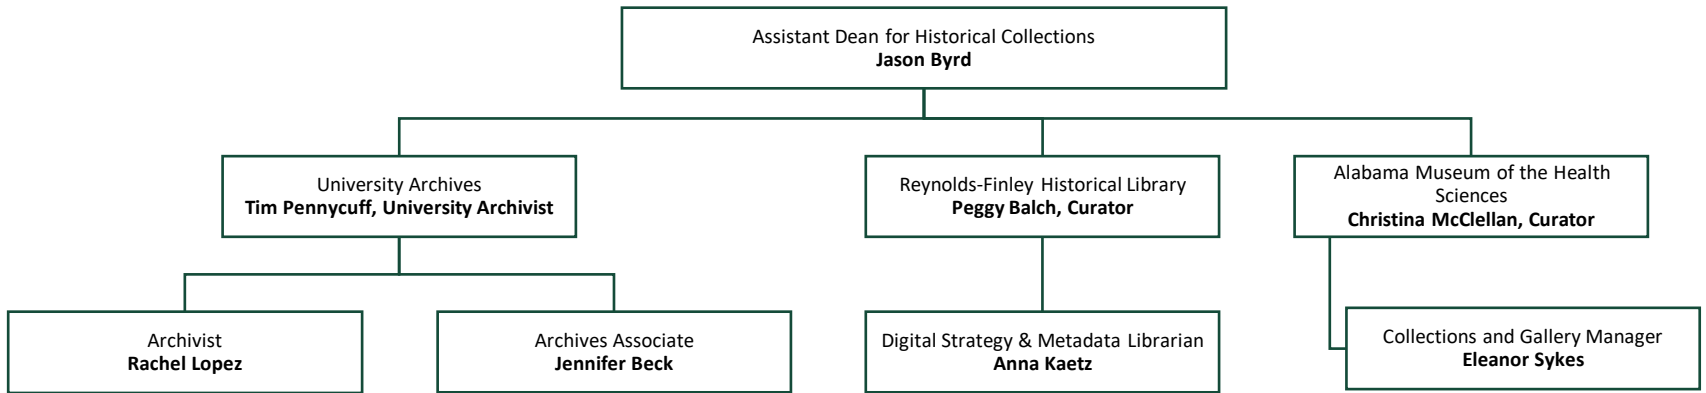 Assistant Dean for Historical Collections
Jason Byrd
University Archives
Tim Pennycuff, University Archivist
Reynolds-Finley Historical Library
Peggy Balch, Curator
Alabama Museum of the Health
Sciences
Christina McClellan, Curator
Archivist
Rachel Lopez
Archives Associate
Jennifer Beck
Digital Strategy & Metadata Librarian
Anna Kaetz
Collections and Gallery Manager
Eleanor Sykes